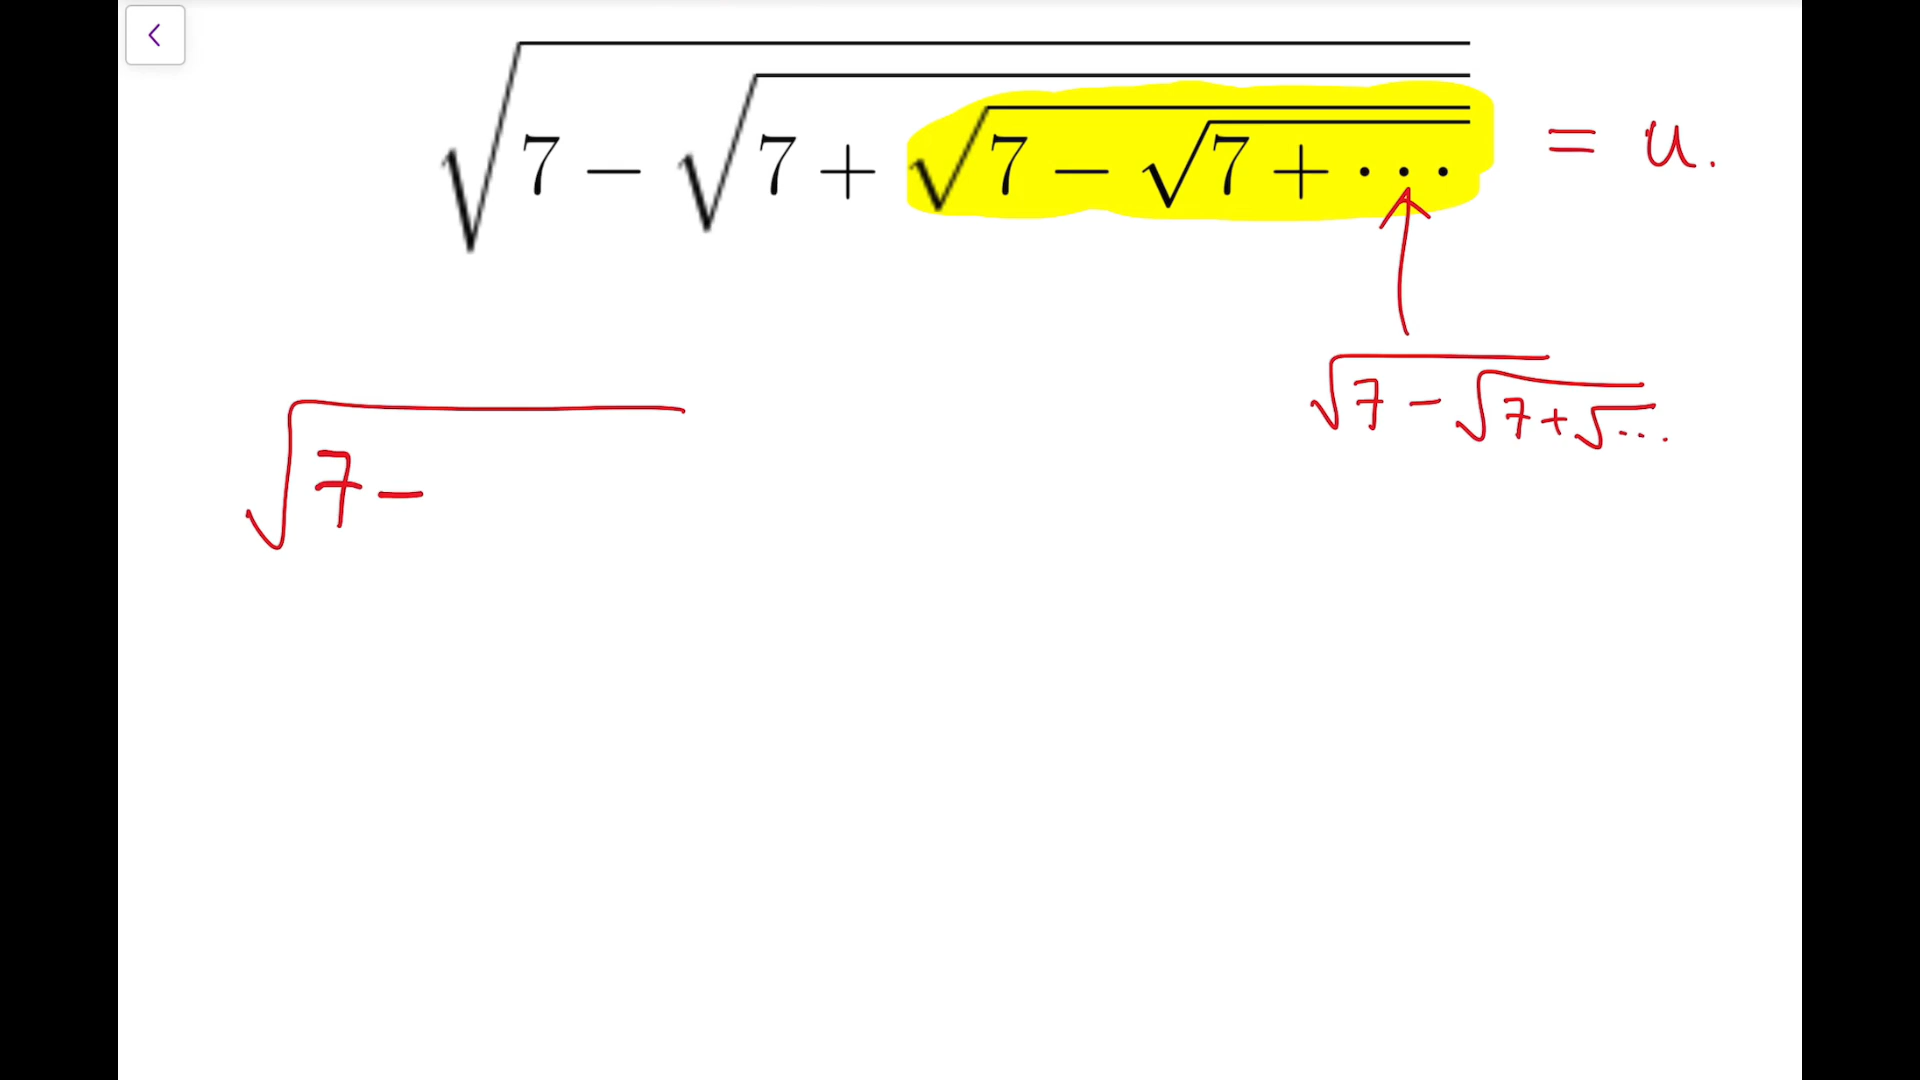 √(7 − √(7 + √(7 − √(7 + ···)))) = u.
√(7 − √(7 + √...
√(7 −